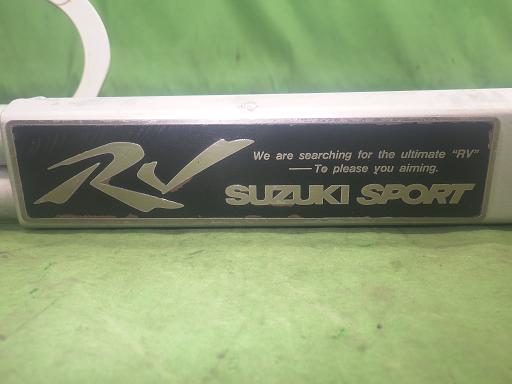 RV
We are searching for the ultimate "RV"
— To please you aiming.
SUZUKI SPORT